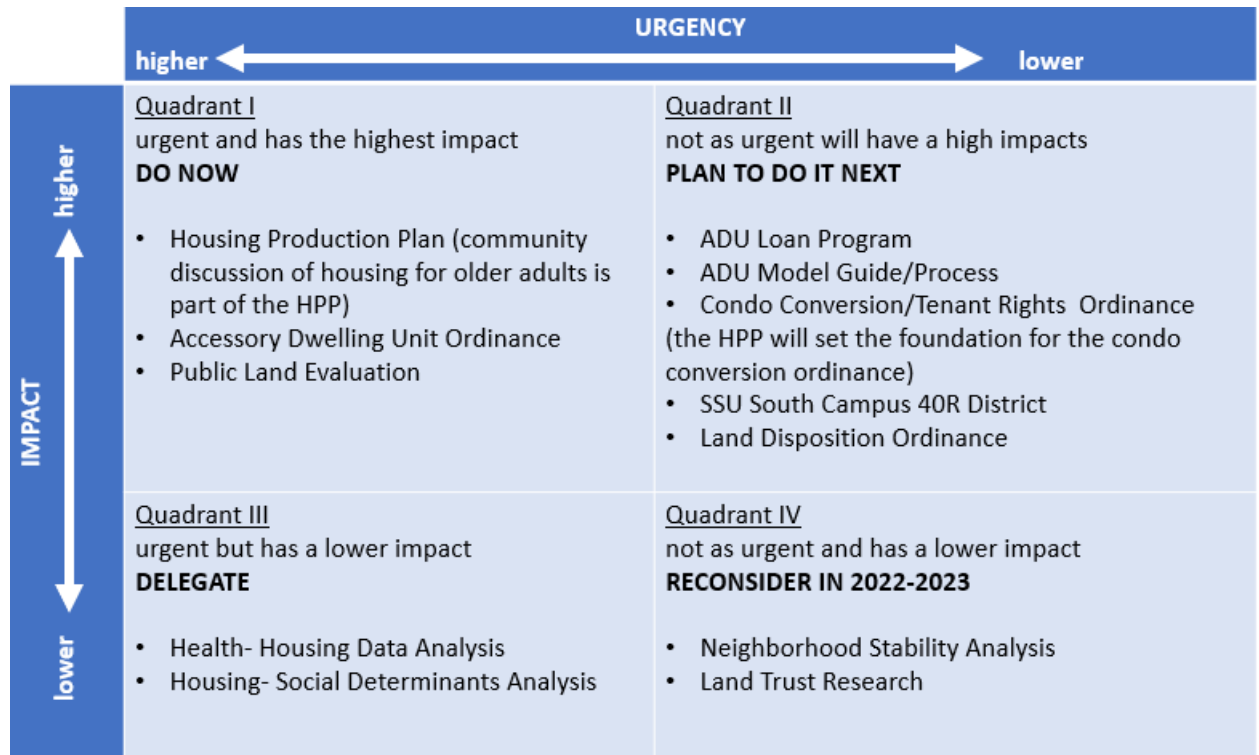 URGENCY
higher lower
IMPACT
higher
lower
Quadrant I
urgent and has the highest impact
DO NOW
• Housing Production Plan (community
discussion of housing for older adults is
part of the HPP)
• Accessory Dwelling Unit Ordinance
• Public Land Evaluation
Quadrant II
not as urgent will have a high impacts
PLAN TO DO IT NEXT
• ADU Loan Program
• ADU Model Guide/Process
• Condo Conversion/Tenant Rights Ordinance
(the HPP will set the foundation for the condo
conversion ordinance)
• SSU South Campus 40R District
• Land Disposition Ordinance
Quadrant III
urgent but has a lower impact
DELEGATE
• Health- Housing Data Analysis
• Housing- Social Determinants Analysis
Quadrant IV
not as urgent and has a lower impact
RECONSIDER IN 2022-2023
• Neighborhood Stability Analysis
• Land Trust Research